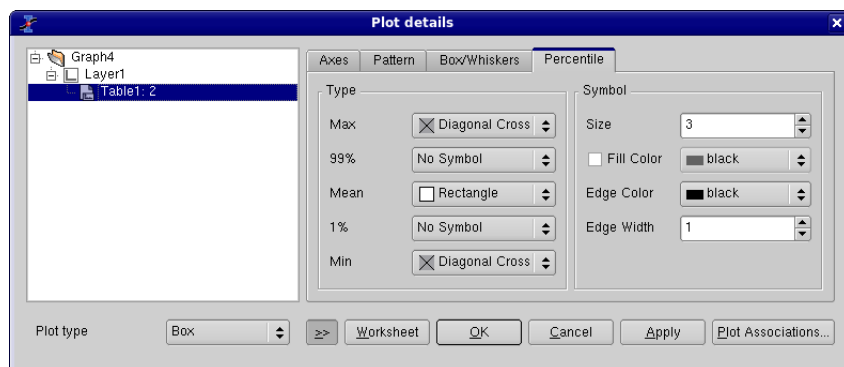 Plot details
Graph4
Layer1
Table1: 2
Axes Pattern Box/Whiskers Percentile
Type
Max Diagonal Cross
99% No Symbol
Mean Rectangle
1% No Symbol
Min Diagonal Cross
Symbol
Size 3
Fill Color black
Edge Color black
Edge Width 1
Plot type Box >> Worksheet OK Cancel Apply Plot Associations...